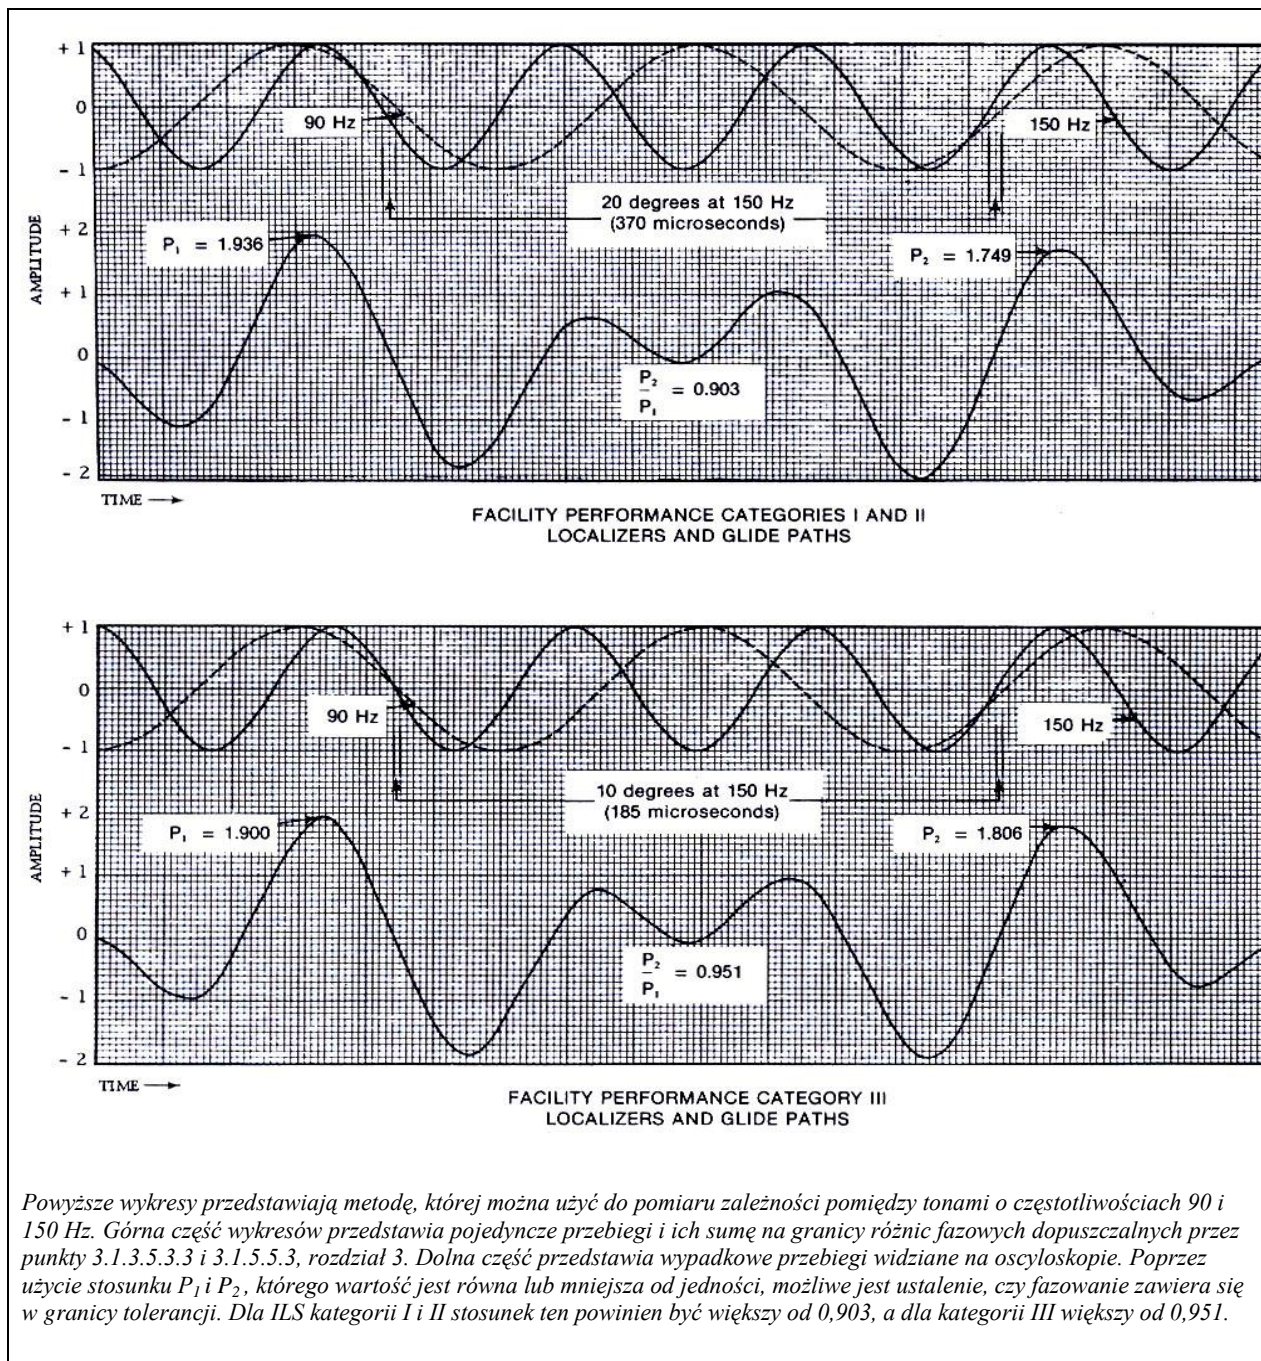 + 1
0
- 1
90 Hz
150 Hz
20 degrees at 150 Hz
(370 microseconds)
AMPLITUDE
+ 2
+ 1
0
- 1
- 2
P₁ = 1.936
P₂ = 1.749
P₂
P₁ = 0.903
TIME
FACILITY PERFORMANCE CATEGORIES I AND II
LOCALIZERS AND GLIDE PATHS
+ 1
0
- 1
90 Hz
150 Hz
10 degrees at 150 Hz
(185 microseconds)
AMPLITUDE
+ 2
+ 1
0
- 1
- 2
P₁ = 1.900
P₂ = 1.806
P₂
P₁ = 0.951
TIME
FACILITY PERFORMANCE CATEGORY III
LOCALIZERS AND GLIDE PATHS
Powyższe wykresy przedstawiają metodę, której można użyć do pomiaru zależności pomiędzy tonami o częstotliwościach 90 i
150 Hz. Górna część wykresów przedstawia pojedyncze przebiegi i ich sumę na granicy różnic fazowych dopuszczalnych przez
punkty 3.1.3.5.3.3 i 3.1.5.5.3, rozdział 3. Dolna część przedstawia wypadkowe przebiegi widziane na oscyloskopie. Poprzez
użycie stosunku P₁ i P₂ , którego wartość jest równa lub mniejsza od jedności, możliwe jest ustalenie, czy fazowanie zawiera się
w granicy tolerancji. Dla ILS kategorii I i II stosunek ten powinien być większy od 0,903, a dla kategorii III większy od 0,951.